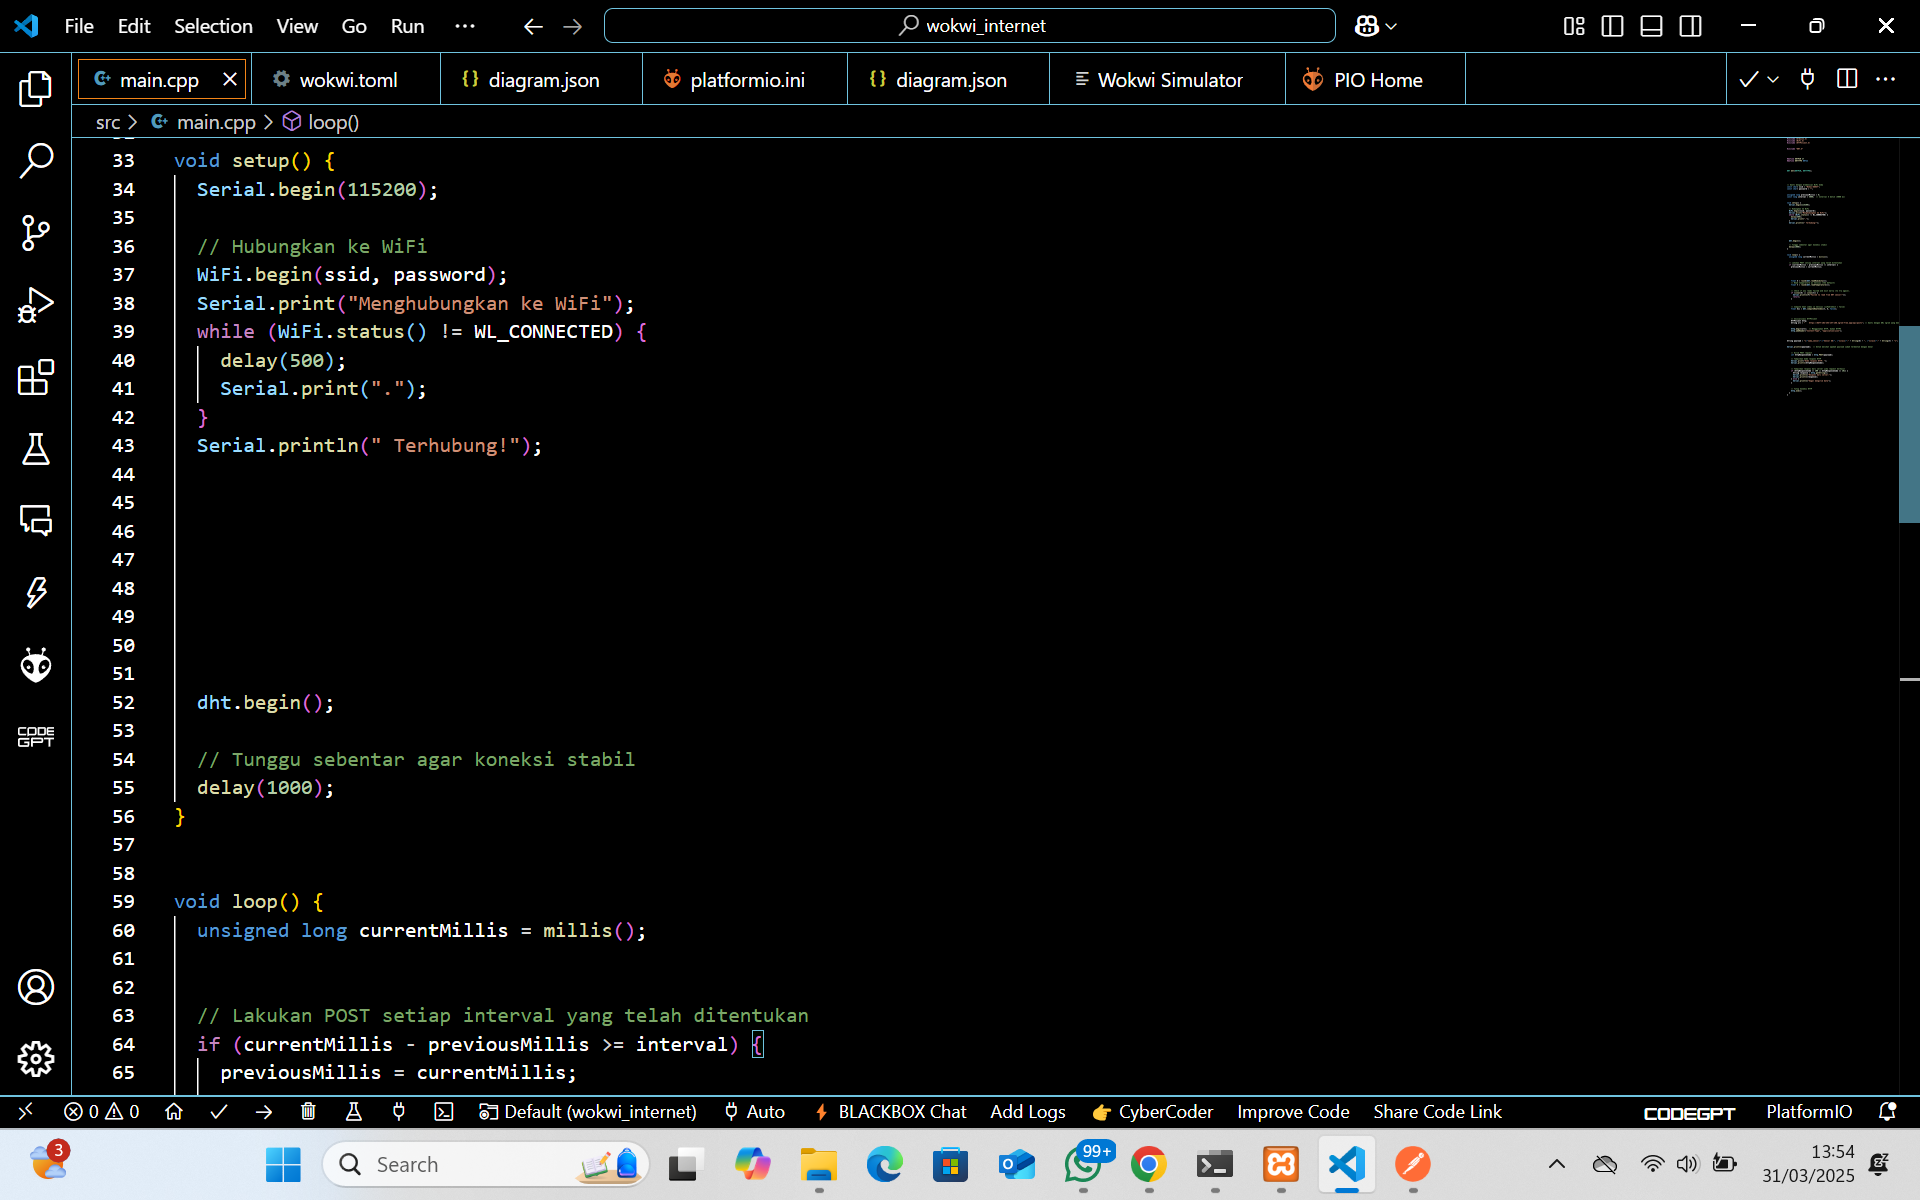 File Edit Selection View Go Run ··· wokwi_internet
main.cpp wokwi.toml {} diagram.json platformio.ini {} diagram.json Wokwi Simulator PIO Home
src > main.cpp > loop()
33 void setup() {
34 Serial.begin(115200);
35
36 // Hubungkan ke WiFi
37 WiFi.begin(ssid, password);
38 Serial.print("Menghubungkan ke WiFi");
39 while (WiFi.status() != WL_CONNECTED) {
40 delay(500);
41 Serial.print(".");
42 }
43 Serial.println(" Terhubung!");
44
45
46
47
48
49
50
51
52 dht.begin();
53
54 // Tunggu sebentar agar koneksi stabil
55 delay(1000);
56 }
57
58
59 void loop() {
60 unsigned long currentMillis = millis();
61
62
63 // Lakukan POST setiap interval yang telah ditentukan
64 if (currentMillis - previousMillis >= interval) {
65 previousMillis = currentMillis;
CODE GPT
0 0 Default (wokwi_internet) Auto BLACKBOX Chat Add Logs CyberCoder Improve Code Share Code Link CODEGPT PlatformIO
3 Search 99+ 13:54
31/03/2025